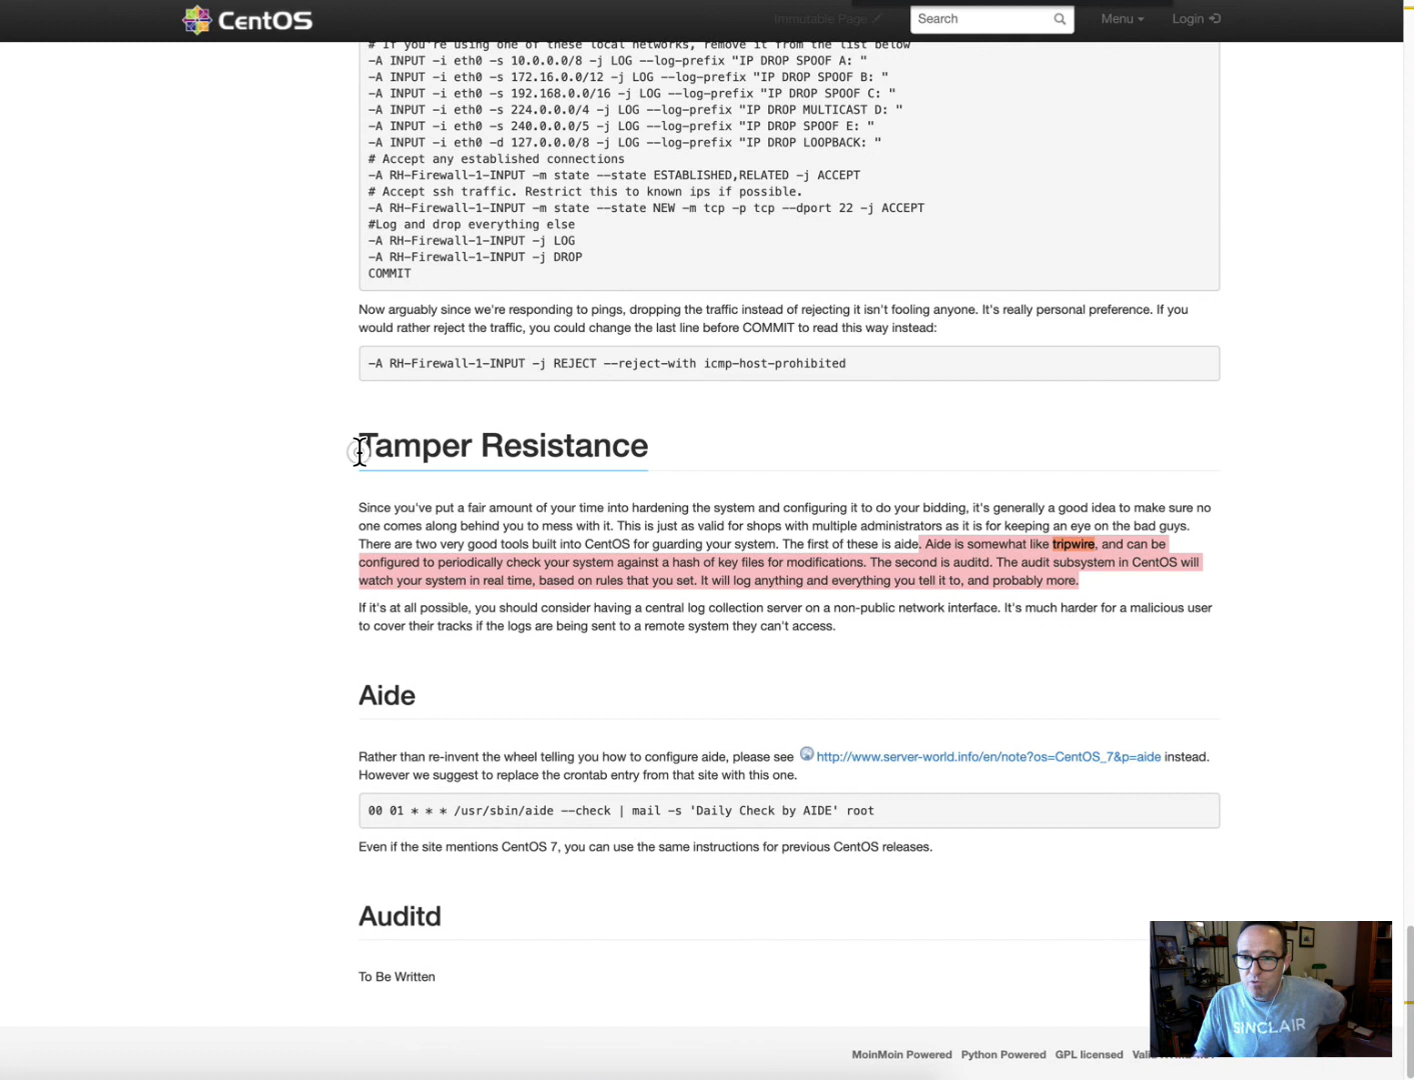 CentOS
Immutable Page
Search
Menu
Login
# If you're using one of these local networks, remove it from the list below
-A INPUT -i eth0 -s 10.0.0.0/8 -j LOG --log-prefix "IP DROP SPOOF A: "
-A INPUT -i eth0 -s 172.16.0.0/12 -j LOG --log-prefix "IP DROP SPOOF B: "
-A INPUT -i eth0 -s 192.168.0.0/16 -j LOG --log-prefix "IP DROP SPOOF C: "
-A INPUT -i eth0 -s 224.0.0.0/4 -j LOG --log-prefix "IP DROP MULTICAST D: "
-A INPUT -i eth0 -s 240.0.0.0/5 -j LOG --log-prefix "IP DROP SPOOF E: "
-A INPUT -i eth0 -d 127.0.0.0/8 -j LOG --log-prefix "IP DROP LOOPBACK: "
# Accept any established connections
-A RH-Firewall-1-INPUT -m state --state ESTABLISHED,RELATED -j ACCEPT
# Accept ssh traffic. Restrict this to known ips if possible.
-A RH-Firewall-1-INPUT -m state --state NEW -m tcp -p tcp --dport 22 -j ACCEPT
#Log and drop everything else
-A RH-Firewall-1-INPUT -j LOG
-A RH-Firewall-1-INPUT -j DROP
COMMIT
Now arguably since we're responding to pings, dropping the traffic instead of rejecting it isn't fooling anyone. It's really personal preference. If you
would rather reject the traffic, you could change the last line before COMMIT to read this way instead:
-A RH-Firewall-1-INPUT -j REJECT --reject-with icmp-host-prohibited
Tamper Resistance
Since you've put a fair amount of your time into hardening the system and configuring it to do your bidding, it's generally a good idea to make sure no
one comes along behind you to mess with it. This is just as valid for shops with multiple administrators as it is for keeping an eye on the bad guys.
There are two very good tools built into CentOS for guarding your system. The first of these is aide. Aide is somewhat like tripwire, and can be
configured to periodically check your system against a hash of key files for modifications. The second is auditd. The audit subsystem in CentOS will
watch your system in real time, based on rules that you set. It will log anything and everything you tell it to, and probably more.
If it's at all possible, you should consider having a central log collection server on a non-public network interface. It's much harder for a malicious user
to cover their tracks if the logs are being sent to a remote system they can't access.
Aide
Rather than re-invent the wheel telling you how to configure aide, please see http://www.server-world.info/en/note?os=CentOS_7&p=aide instead.
However we suggest to replace the crontab entry from that site with this one.
00 01 * * * /usr/sbin/aide --check | mail -s 'Daily Check by AIDE' root
Even if the site mentions CentOS 7, you can use the same instructions for previous CentOS releases.
Auditd
To Be Written
SINCLAIR
MoinMoin Powered Python Powered GPL licensed